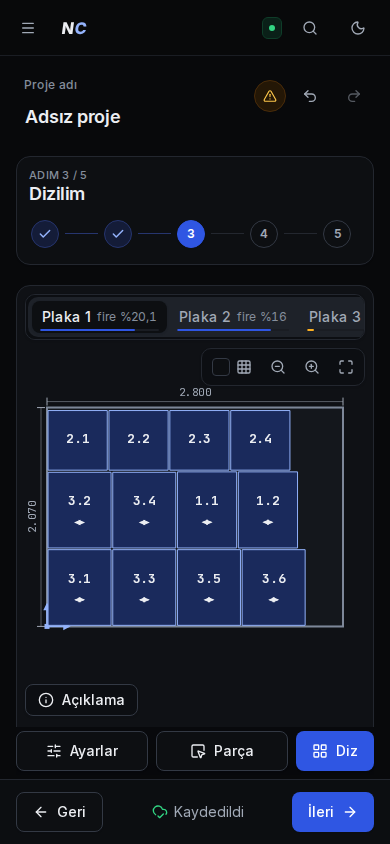 NC
Proje adı
Adsız proje
ADIM 3 / 5
Dizilim
3 4 5
Plaka 1 fire %20,1 Plaka 2 fire %16 Plaka 3
2.800
2.070
2.1 2.2 2.3 2.4
3.2 3.4 1.1 1.2
3.1 3.3 3.5 3.6
Açıklama
Ayarlar Parça Diz
Geri Kaydedildi İleri